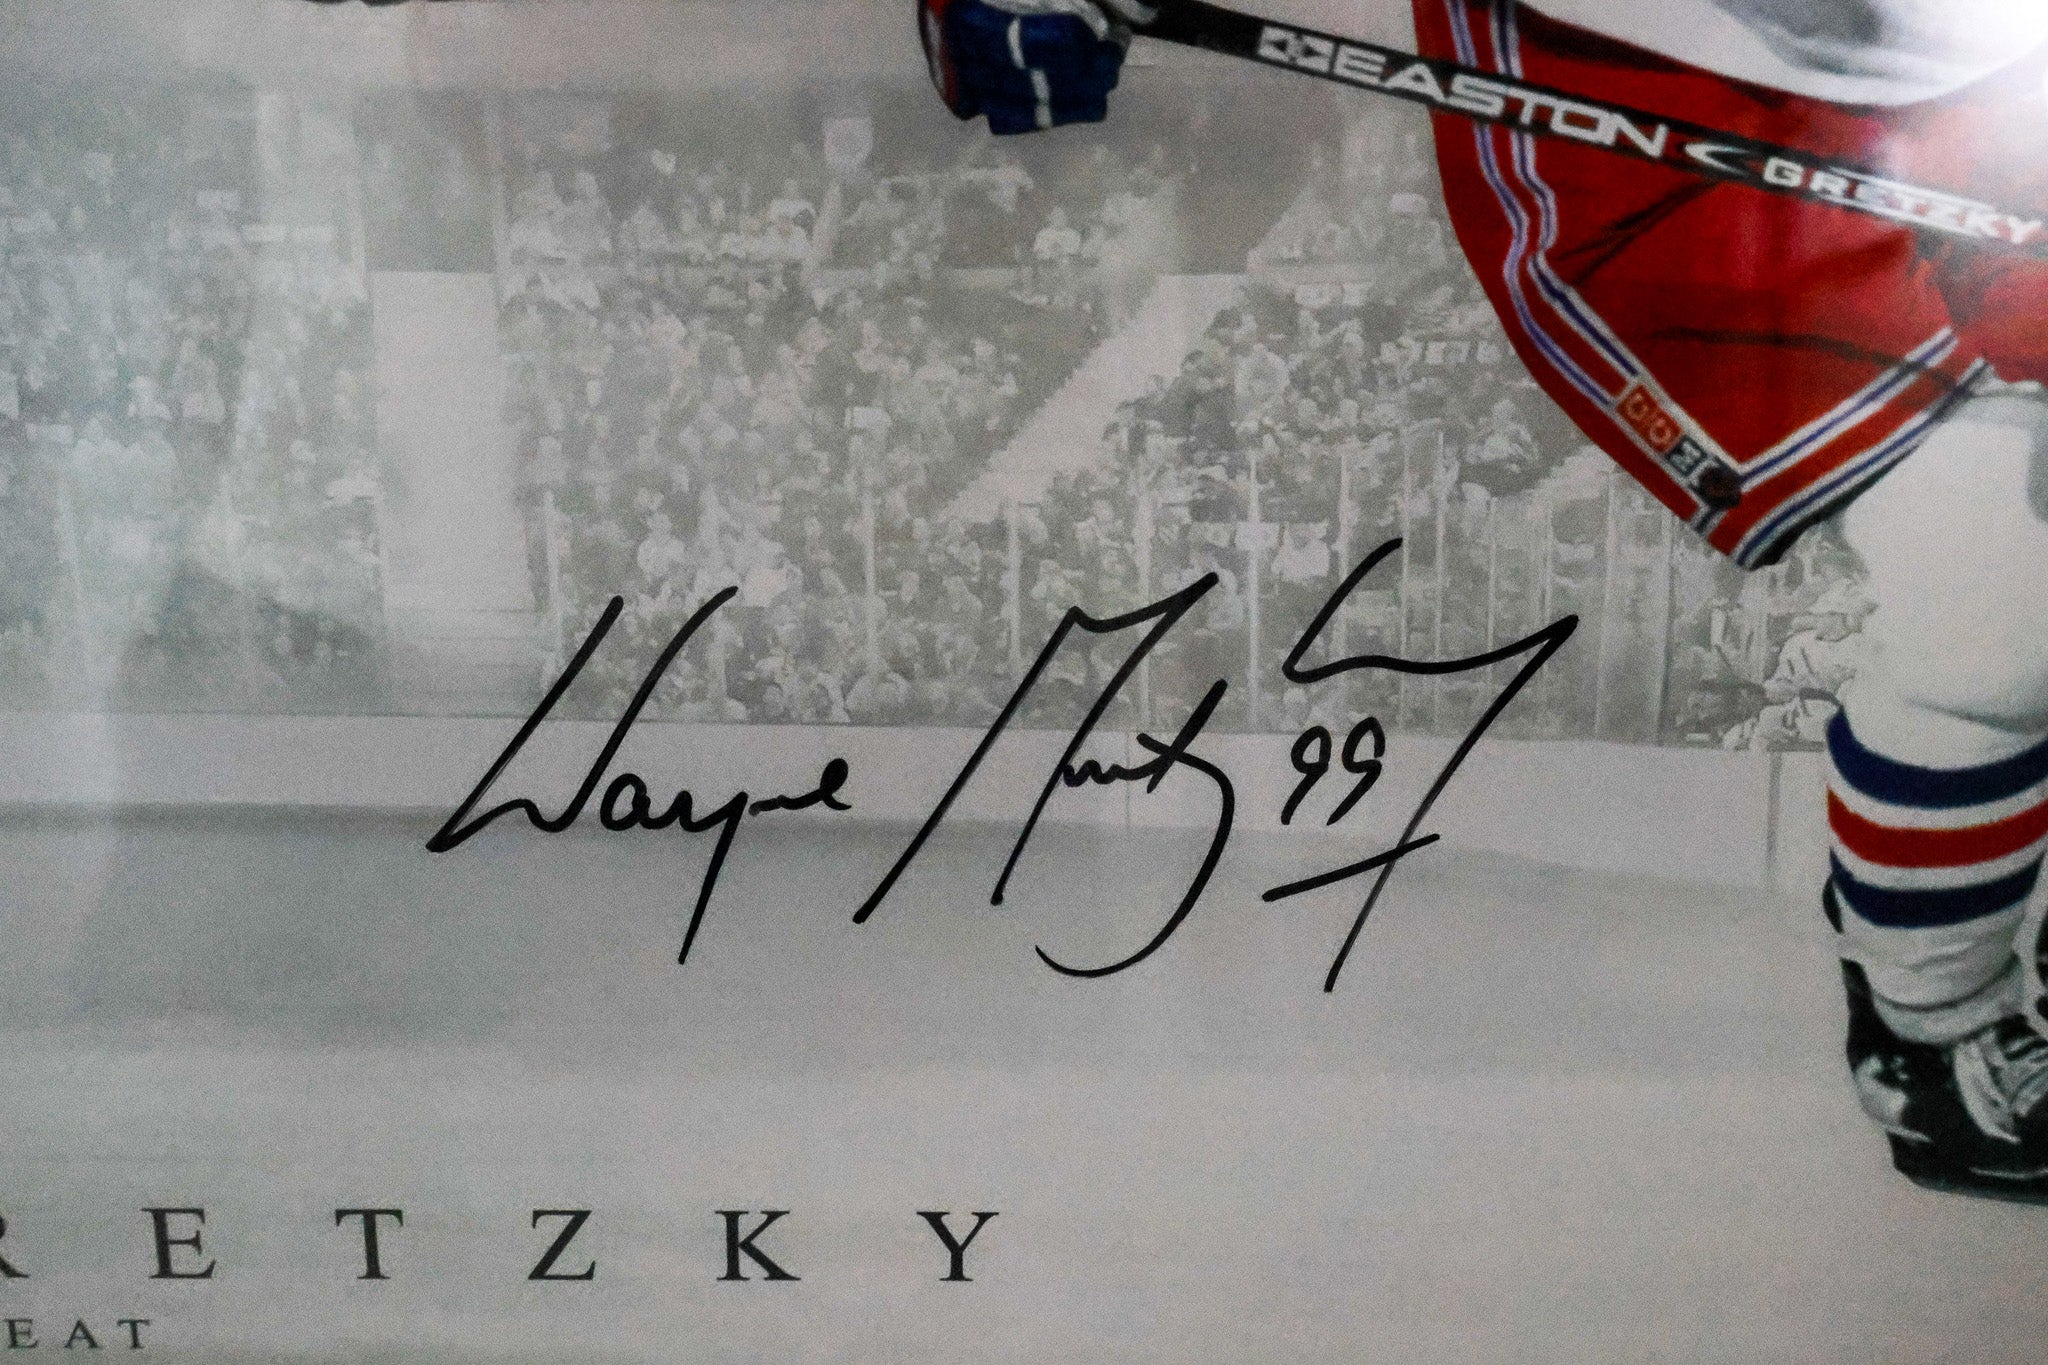 EASTON GRETZKY
Wayne Gretzky 99
RETZKY
EAT